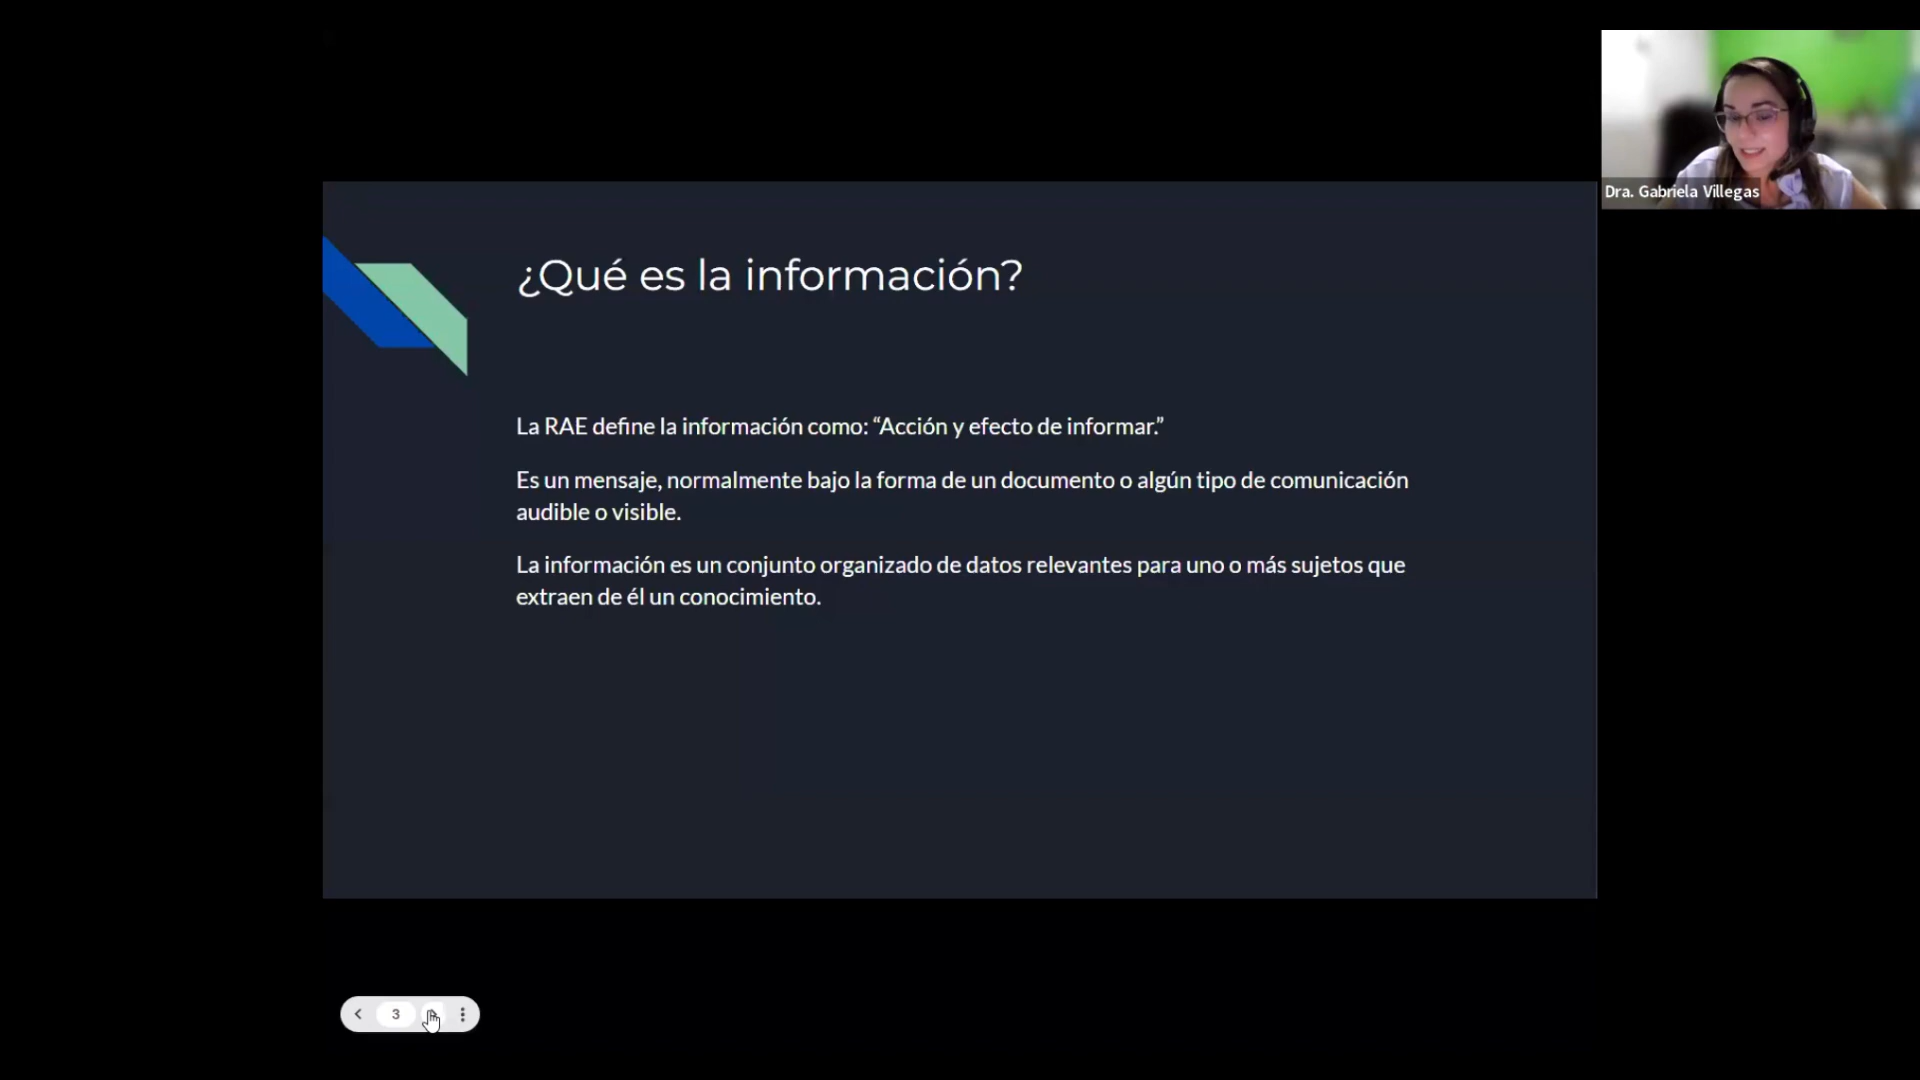 Dra. Gabriela Villegas
¿Qué es la información?
La RAE define la información como: “Acción y efecto de informar.”
Es un mensaje, normalmente bajo la forma de un documento o algún tipo de comunicación
audible o visible.
La información es un conjunto organizado de datos relevantes para uno o más sujetos que
extraen de él un conocimiento.
3